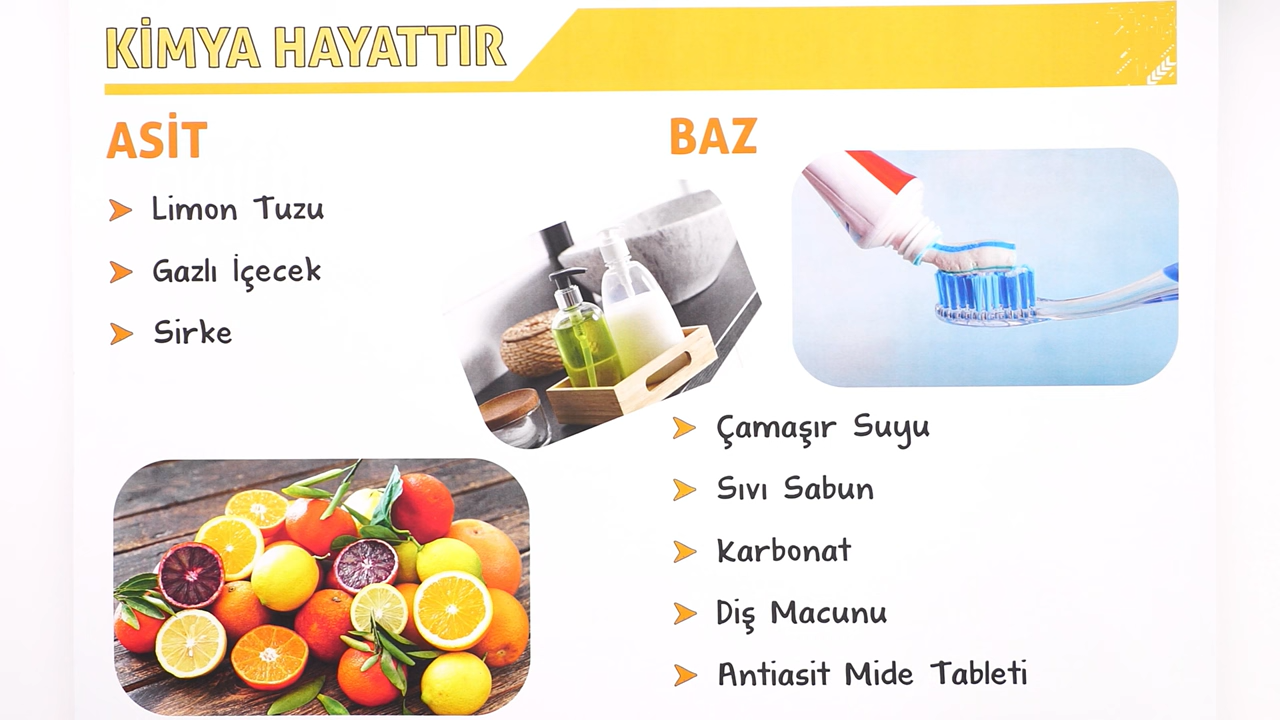 KİMYA HAYATTIR
ASİT
Limon Tuzu
Gazlı İçecek
Sirke
BAZ
Çamaşır Suyu
Sıvı Sabun
Karbonat
Diş Macunu
Antiasit Mide Tableti